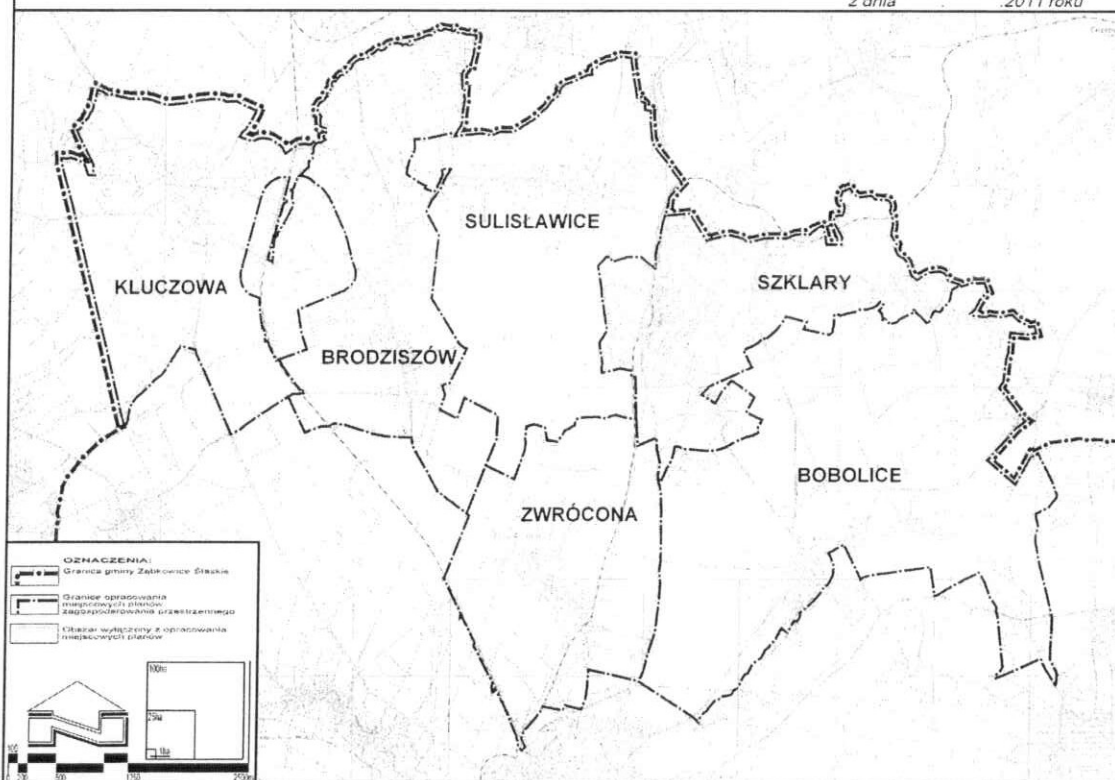 z dnia . .2011 roku
SULISŁAWICE
SZKLARY
KLUCZOWA
BRODZISZÓW
BOBOLICE
ZWRÓCONA
OZNACZENIA:
Granica gminy Ząbkowice Śląskie
Granice opracowania
miejscowych planów
zagospodarowania przestrzennego
Obszar wyłączony z opracowania
miejscowych planów
100ha
25ha
1ha